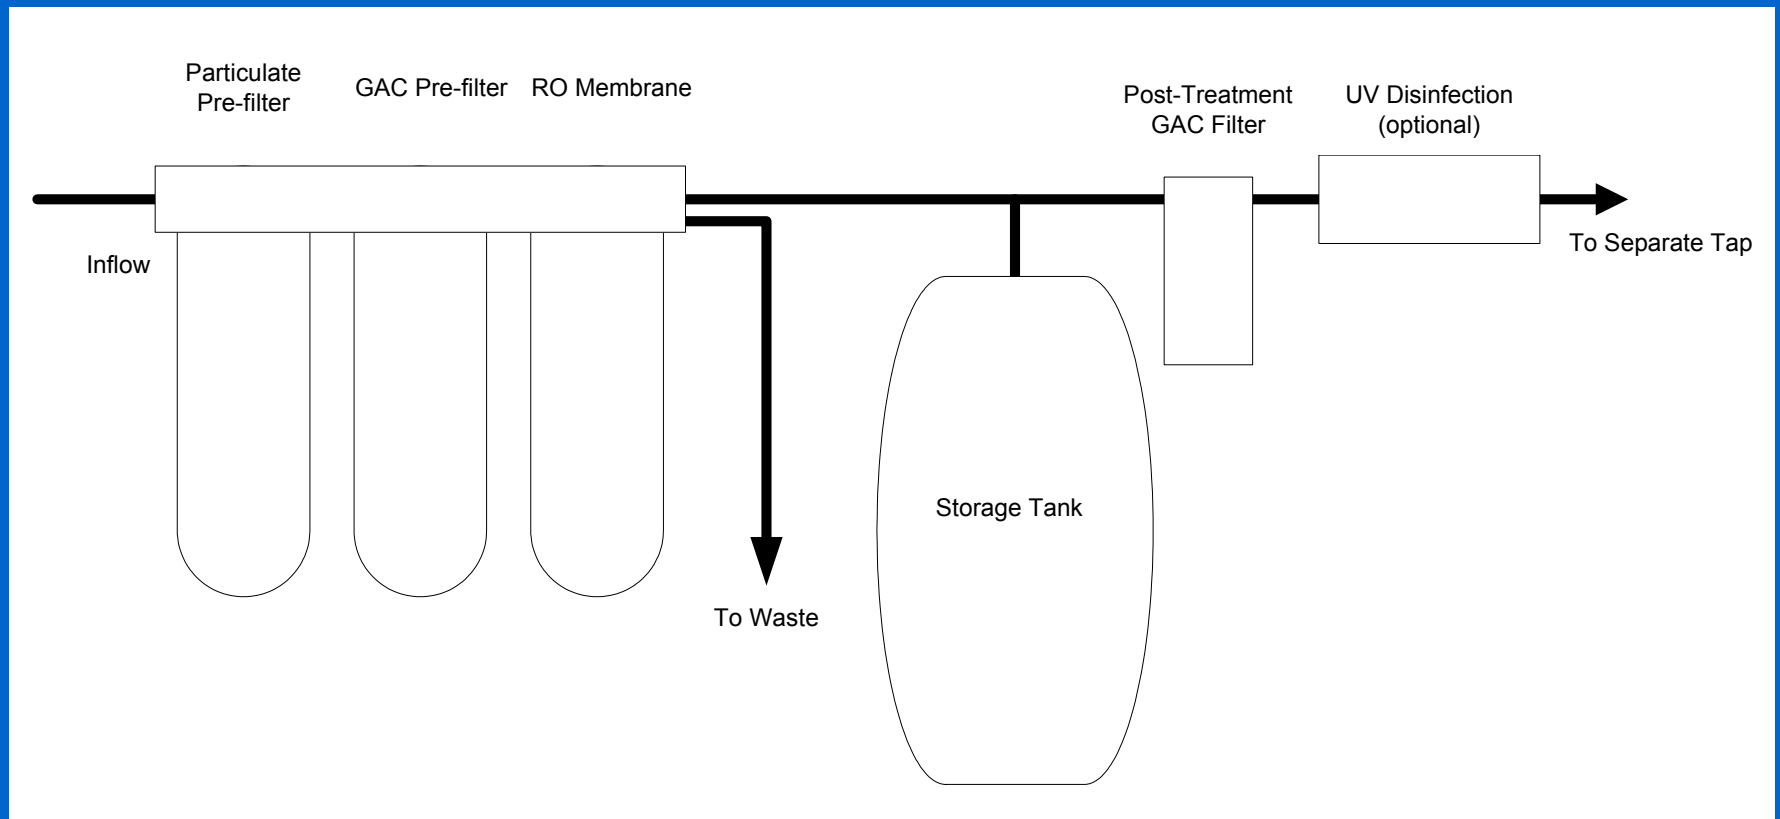 Particulate
Pre-filter
GAC Pre-filter
RO Membrane
Post-Treatment
GAC Filter
UV Disinfection
(optional)
Inflow
To Separate Tap
Storage Tank
To Waste